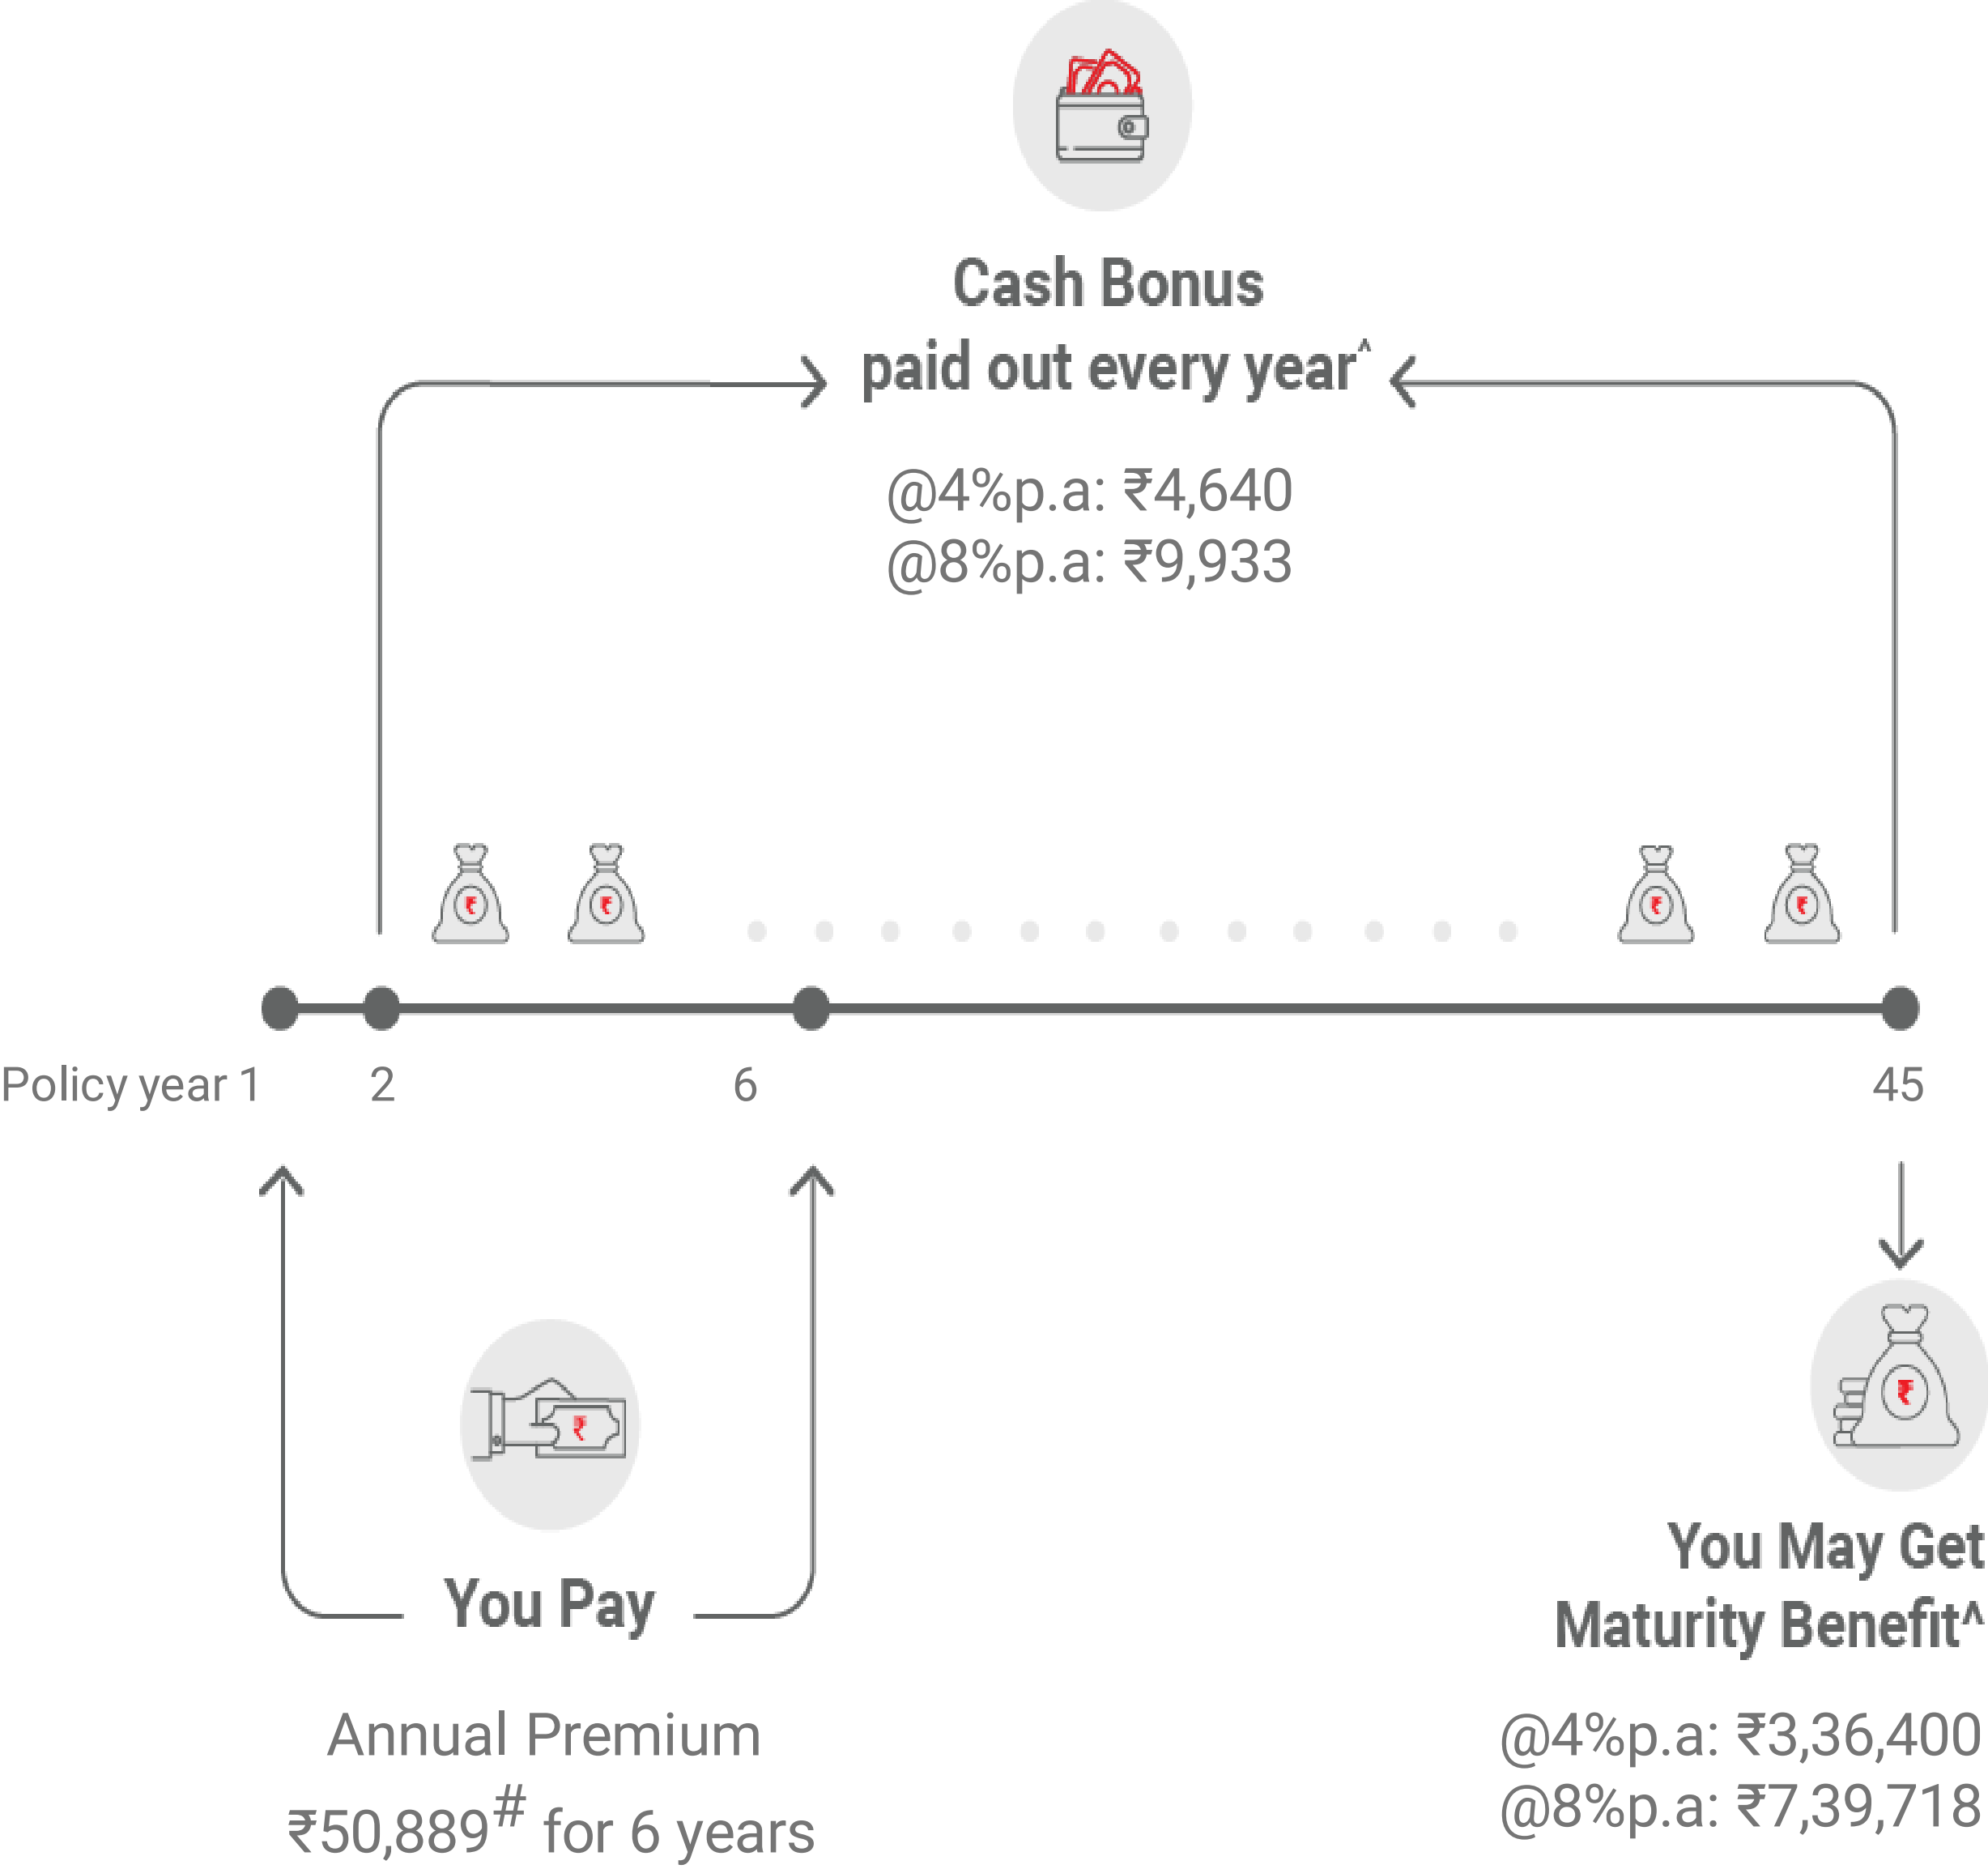 Cash Bonus
paid out every year^
@4%p.a: ₹4,640
@8%p.a: ₹9,933
₹ ₹ ₹ ₹
Policy year 1 2 6 45
₹
₹
You Pay
Annual Premium
₹50,889# for 6 years
You May Get
Maturity Benefit^
@4%p.a: ₹3,36,400
@8%p.a: ₹7,39,718